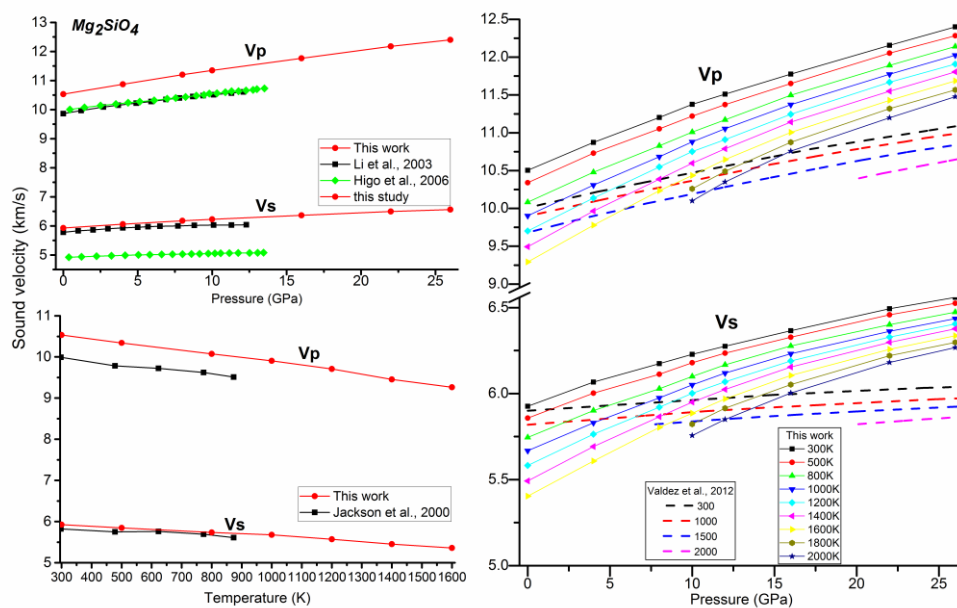 Mg2SiO4
13
12
11
10
9
8
7
6
5
Vp
This work
Li et al., 2003
Higo et al., 2006
this study
Vs
0 5 10 15 20 25
Pressure (GPa)
Sound velocity (km/s)
11
10
9
8
7
6
5
Vp
This work
Jackson et al., 2000
Vs
300 400 500 600 700 800 900 1000 1100 1200 1300 1400 1500 1600
Temperature (K)
12.5
12.0
11.5
11.0
10.5
10.0
9.5
9.0
Vp
6.5
6.0
5.5
5.0
Vs
Valdez et al., 2012
300
1000
1500
2000
This work
300K
500K
800K
1000K
1200K
1400K
1600K
1800K
2000K
0 5 10 15 20 25
Pressure (GPa)